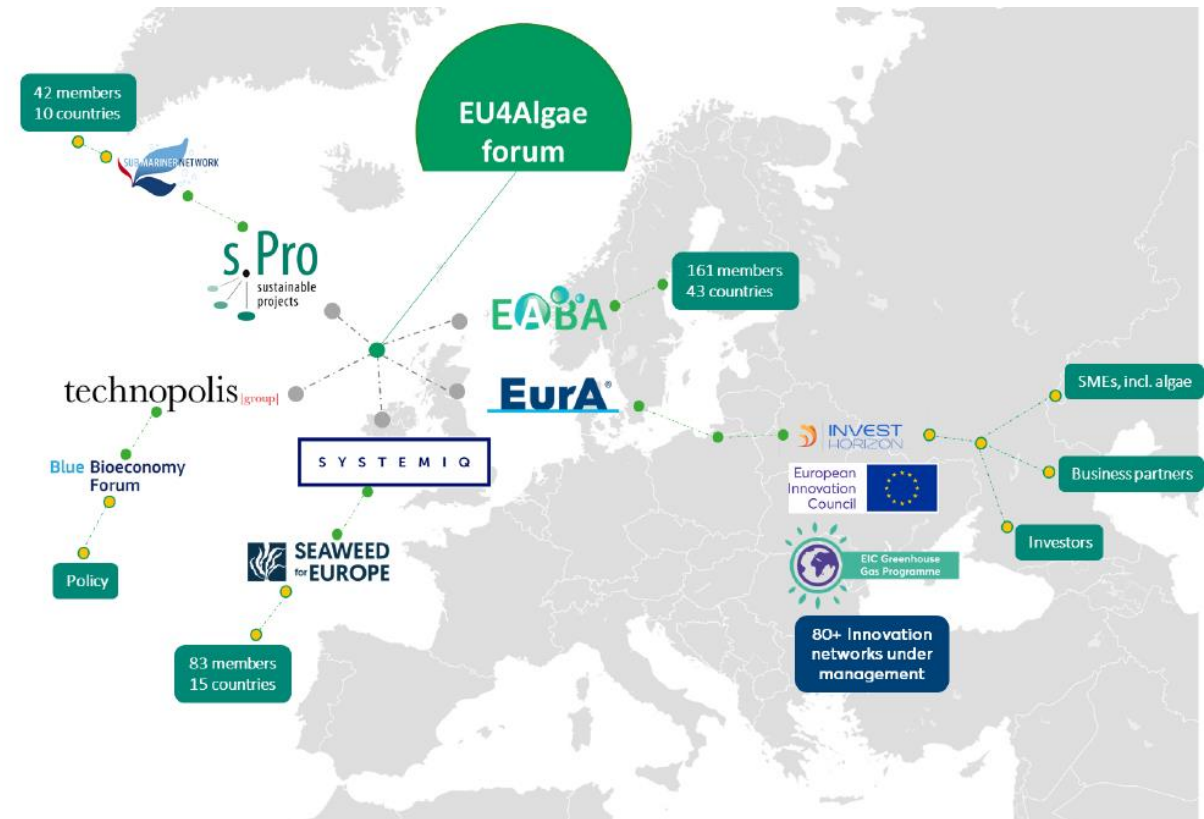 42 members
10 countries
EU4Algae
forum
SUBMARINER NETWORK
s.Pro
sustainable
projects
161 members
43 countries
EABA
technopolis |group|
EurA®
SMEs, incl. algae
INVEST
HORIZON
Blue Bioeconomy
Forum
SYSTEMIQ
European
Innovation
Council
Business partners
Investors
Policy
SEAWEED
for EUROPE
EIC Greenhouse
Gas Programme
83 members
15 countries
80+ Innovation
networks under
management